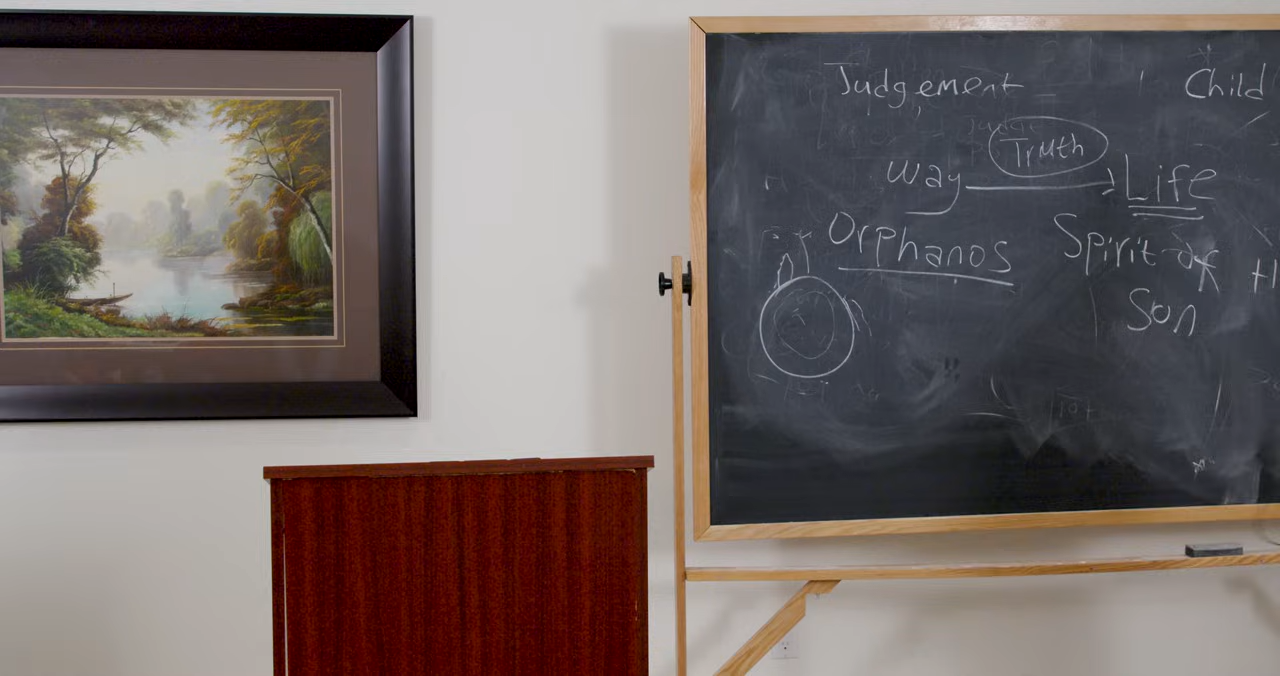 Judgement
Child
Truth
Way Life
Orphanos
Spirit of
Son